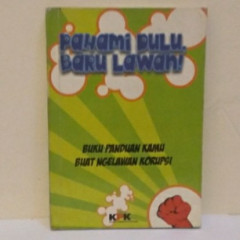 PAHAMI DULU,
BARU LAWAN!
BUKU PANDUAN KAMU
BUAT NGELAWAN KORUPSI
KPK